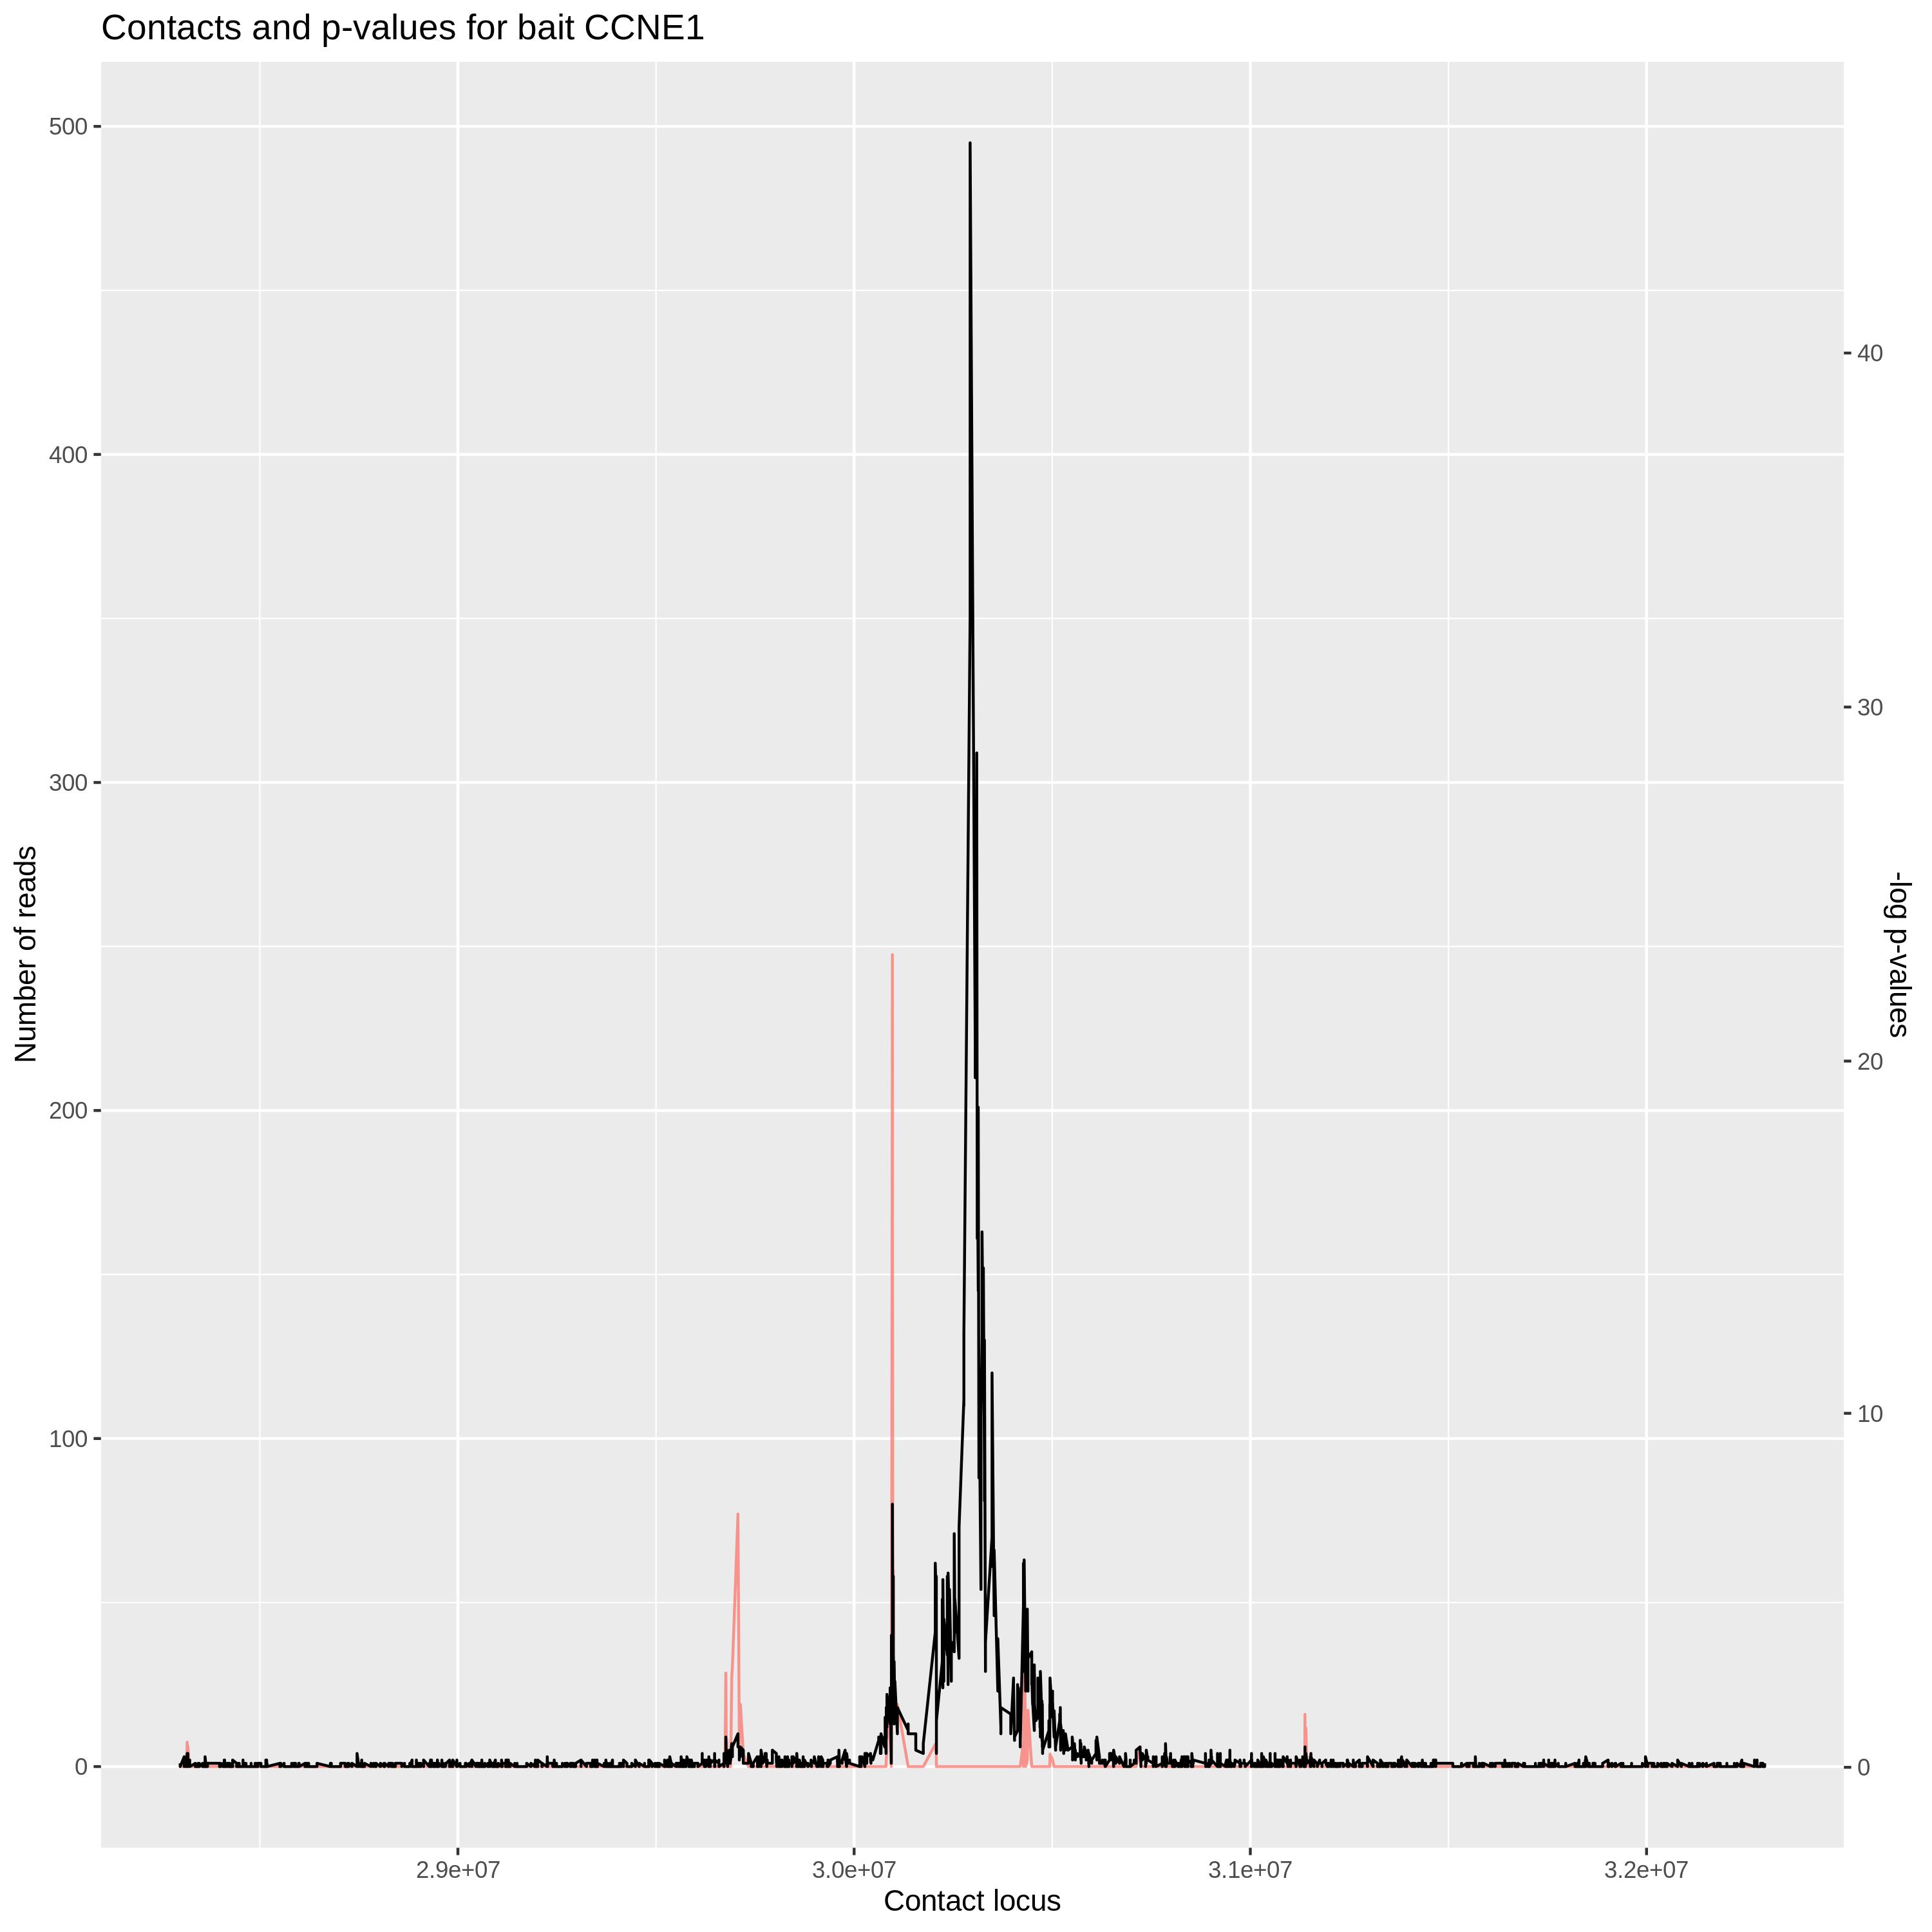 Contacts and p-values for bait CCNE1
500
400
300
200
100
0
Number of reads
40
30
20
10
0
-log p-values
2.9e+07
3.0e+07
3.1e+07
3.2e+07
Contact locus